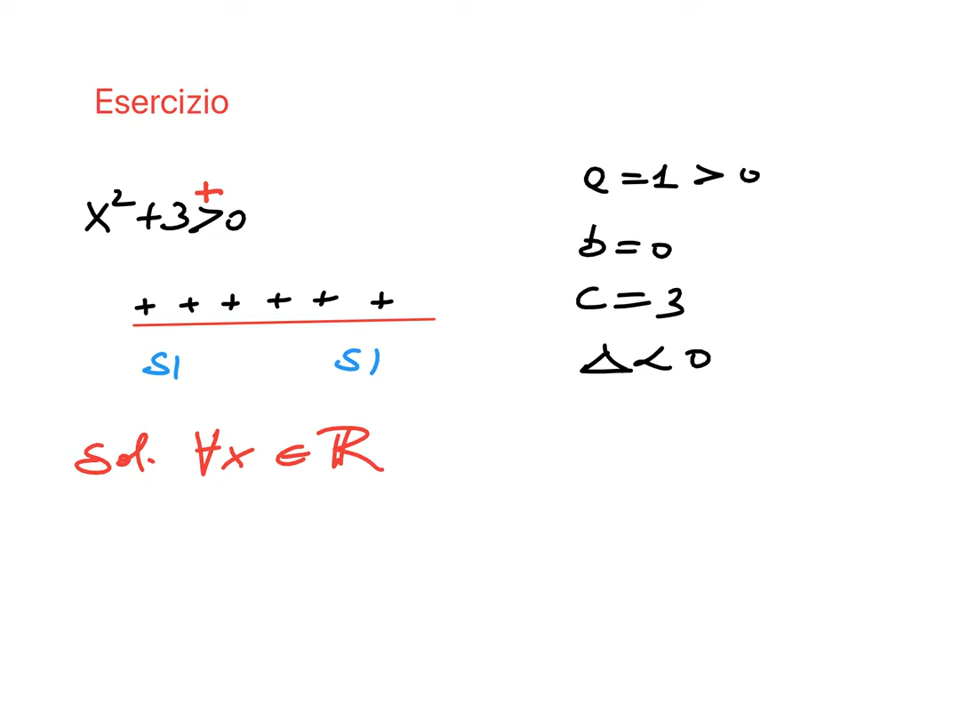 Esercizio
+
x²+3>0
+ + + + + +
SI SI
Sol. ∀x ∈ ℝ
a=1>0
b=0
c=3
Δ<0